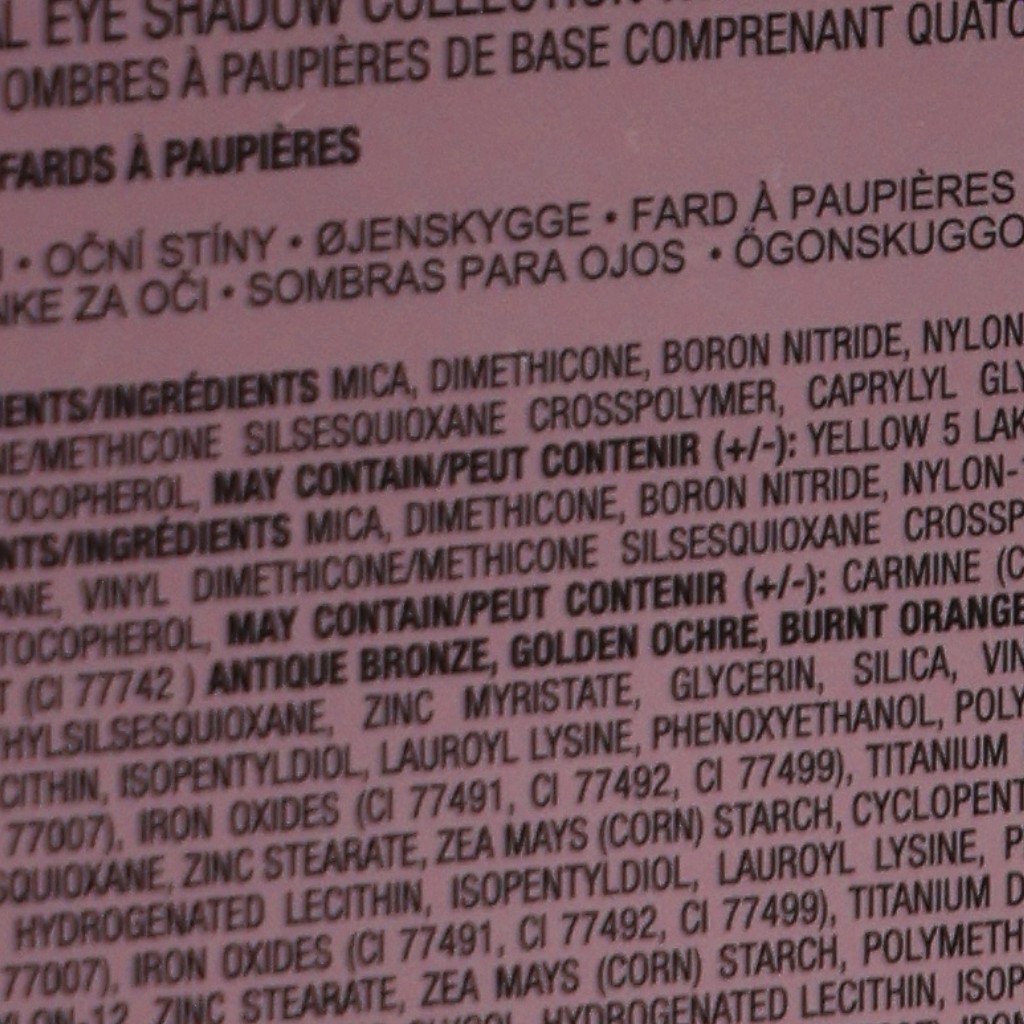 AL EYE SHADOW COLLECTION
OMBRES À PAUPIÈRES DE BASE COMPRENANT QUATO
FARDS À PAUPIÈRES
• OČNÍ STÍNY • ØJENSKYGGE • FARD À PAUPIÈRES
NKE ZA OČI • SOMBRAS PARA OJOS • ÖGONSKUGGO
IENTS/INGRÉDIENTS MICA, DIMETHICONE, BORON NITRIDE, NYLON
NE/METHICONE SILSESQUIOXANE CROSSPOLYMER, CAPRYLYL GLY
TOCOPHEROL, MAY CONTAIN/PEUT CONTENIR (+/-): YELLOW 5 LAK
NTS/INGRÉDIENTS MICA, DIMETHICONE, BORON NITRIDE, NYLON-1
ANE, VINYL DIMETHICONE/METHICONE SILSESQUIOXANE CROSSP
TOCOPHEROL, MAY CONTAIN/PEUT CONTENIR (+/-): CARMINE (C
T (CI 77742 ) ANTIQUE BRONZE, GOLDEN OCHRE, BURNT ORANGE
HYLSILSESQUIOXANE, ZINC MYRISTATE, GLYCERIN, SILICA, VIN
CITHIN, ISOPENTYLDIOL, LAUROYL LYSINE, PHENOXYETHANOL, POLY
77007), IRON OXIDES (CI 77491, CI 77492, CI 77499), TITANIUM
SQUIOXANE, ZINC STEARATE, ZEA MAYS (CORN) STARCH, CYCLOPENT
HYDROGENATED LECITHIN, ISOPENTYLDIOL, LAUROYL LYSINE, P
77007), IRON OXIDES (CI 77491, CI 77492, CI 77499), TITANIUM D
YLON-12, ZINC STEARATE, ZEA MAYS (CORN) STARCH, POLYMETH
HYDROGENATED LECITHIN, ISOP